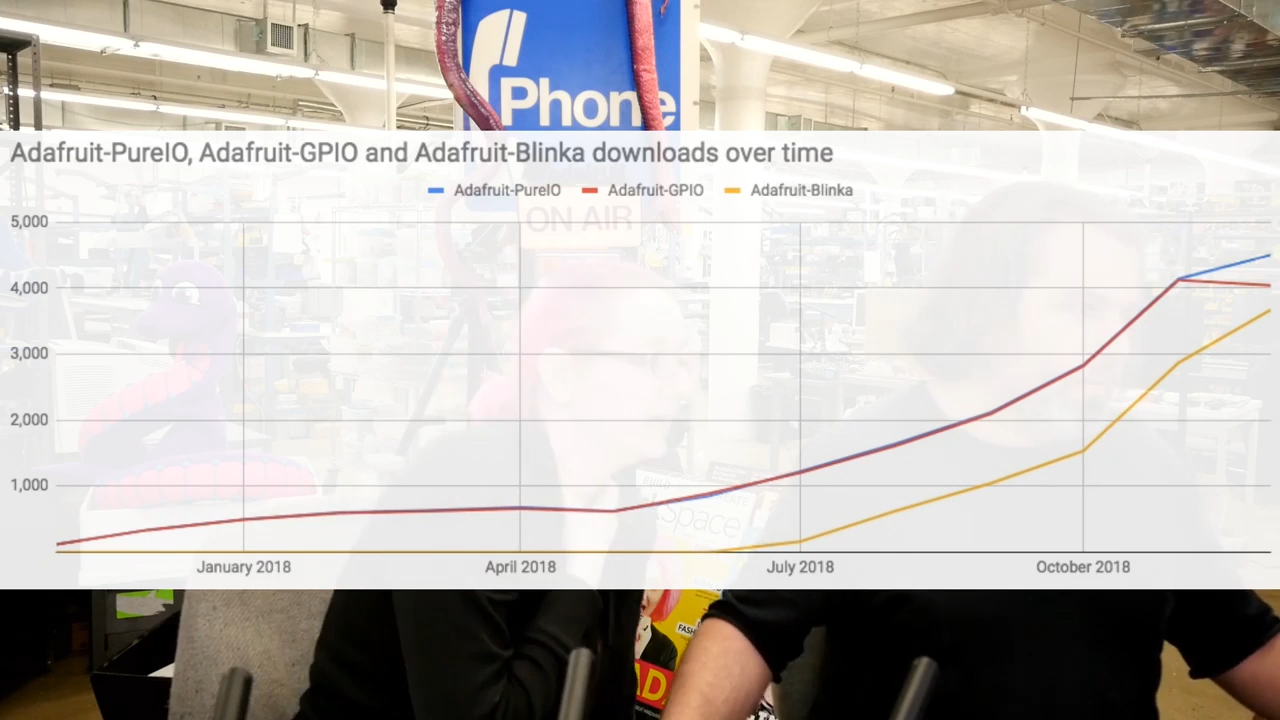 Phone
Adafruit-PureIO, Adafruit-GPIO and Adafruit-Blinka downloads over time
Adafruit-PureIO Adafruit-GPIO Adafruit-Blinka
ON AIR
5,000
4,000
3,000
2,000
1,000
January 2018 April 2018 July 2018 October 2018